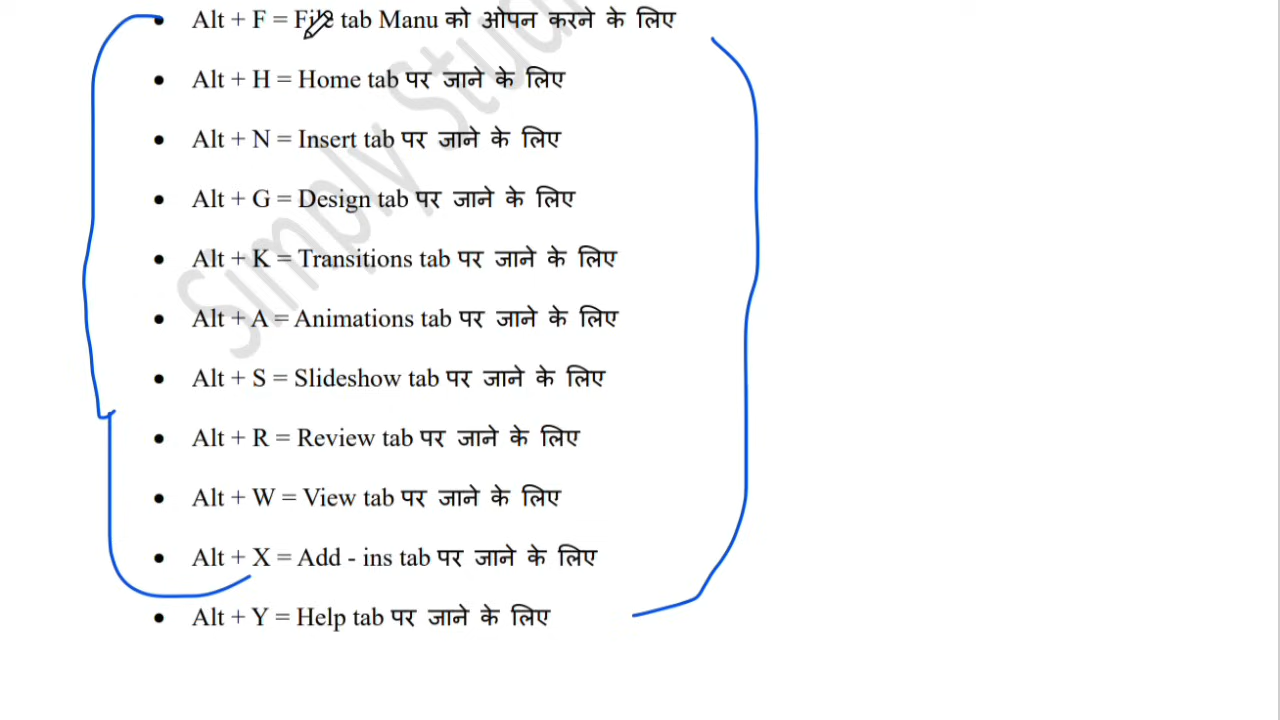 • Alt + F = File tab Manu को ओपन करने के लिए
• Alt + H = Home tab पर जाने के लिए
• Alt + N = Insert tab पर जाने के लिए
• Alt + G = Design tab पर जाने के लिए
• Alt + K = Transitions tab पर जाने के लिए
• Alt + A = Animations tab पर जाने के लिए
• Alt + S = Slideshow tab पर जाने के लिए
• Alt + R = Review tab पर जाने के लिए
• Alt + W = View tab पर जाने के लिए
• Alt + X = Add - ins tab पर जाने के लिए
• Alt + Y = Help tab पर जाने के लिए
Simply